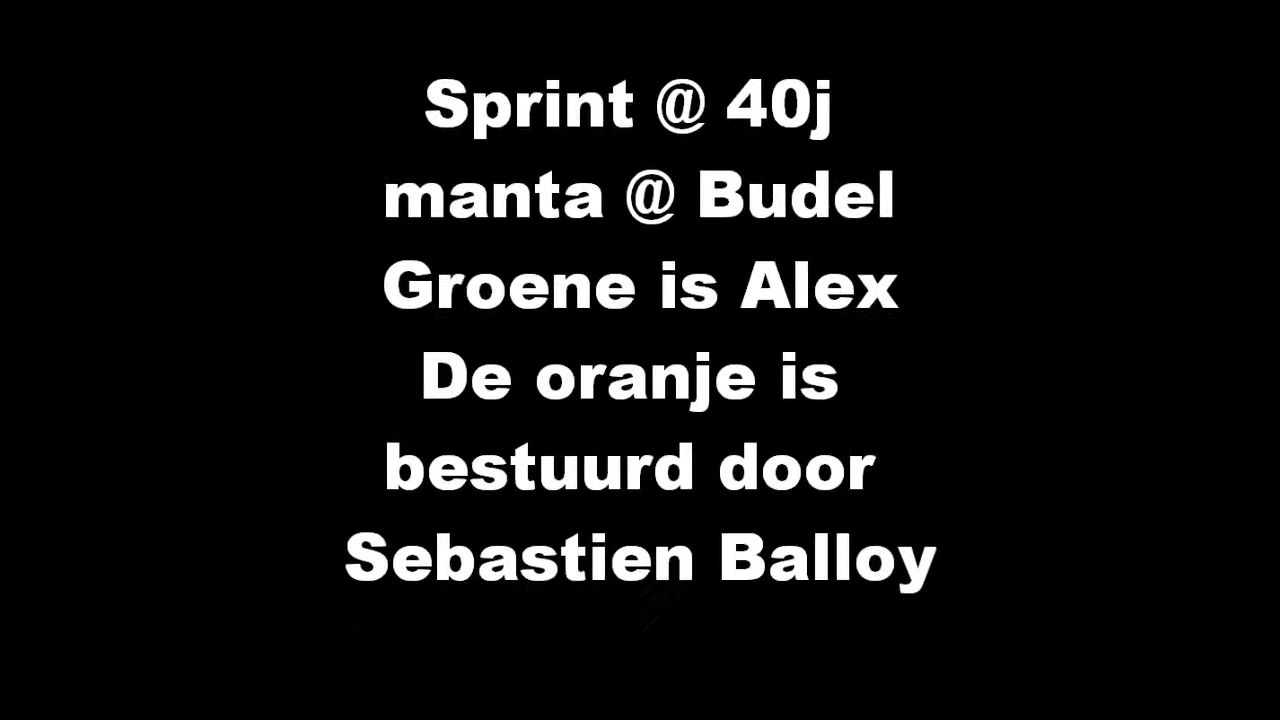 Sprint @ 40j
manta @ Budel
Groene is Alex
De oranje is
bestuurd door
Sebastien Balloy